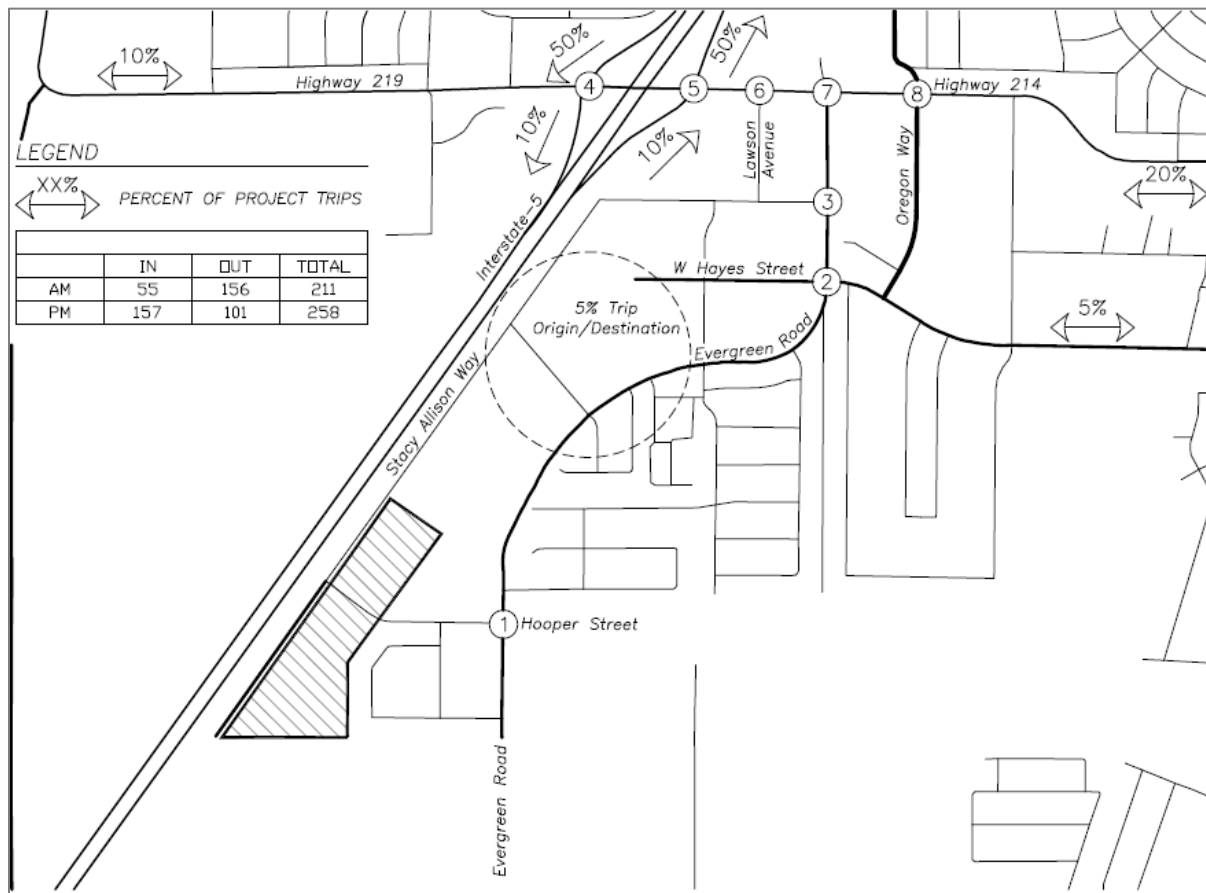 10%
50%
50%
4
5
6
7
8
Highway 219
Highway 214
10%
10%
Lawson
Avenue
Oregon Way
20%
LEGEND
XX%
PERCENT OF PROJECT TRIPS
IN OUT TOTAL
AM 55 156 211
PM 157 101 258
3
Interstate-5
W Hayes Street
2
5% Trip
Origin/Destination
5%
Evergreen Road
Stacy Allison Way
1
Hooper Street
Evergreen Road